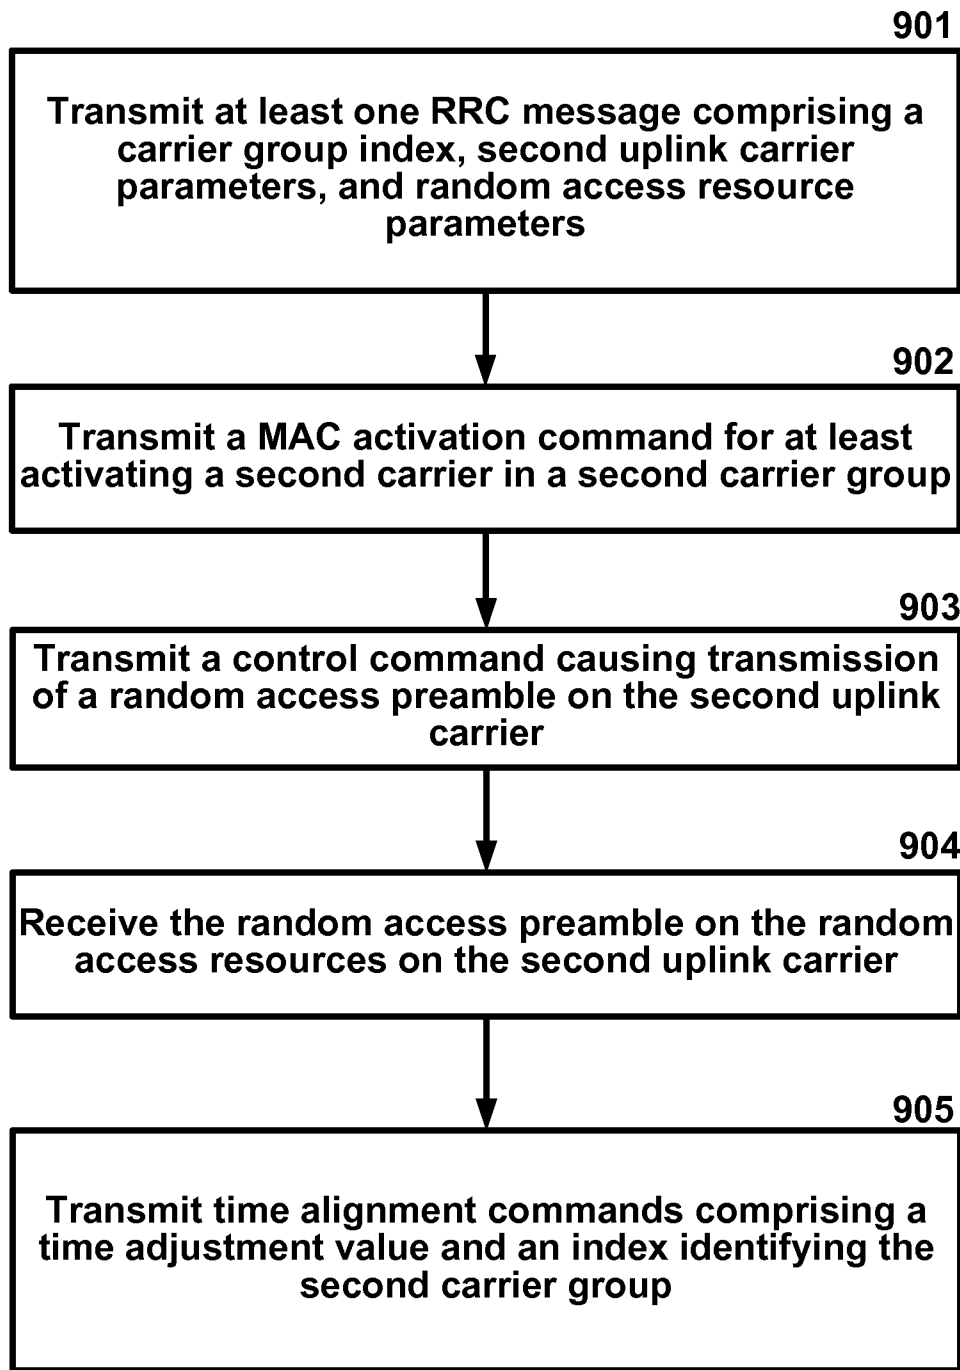 901
Transmit at least one RRC message comprising a
carrier group index, second uplink carrier
parameters, and random access resource
parameters
902
Transmit a MAC activation command for at least
activating a second carrier in a second carrier group
903
Transmit a control command causing transmission
of a random access preamble on the second uplink
carrier
904
Receive the random access preamble on the random
access resources on the second uplink carrier
905
Transmit time alignment commands comprising a
time adjustment value and an index identifying the
second carrier group